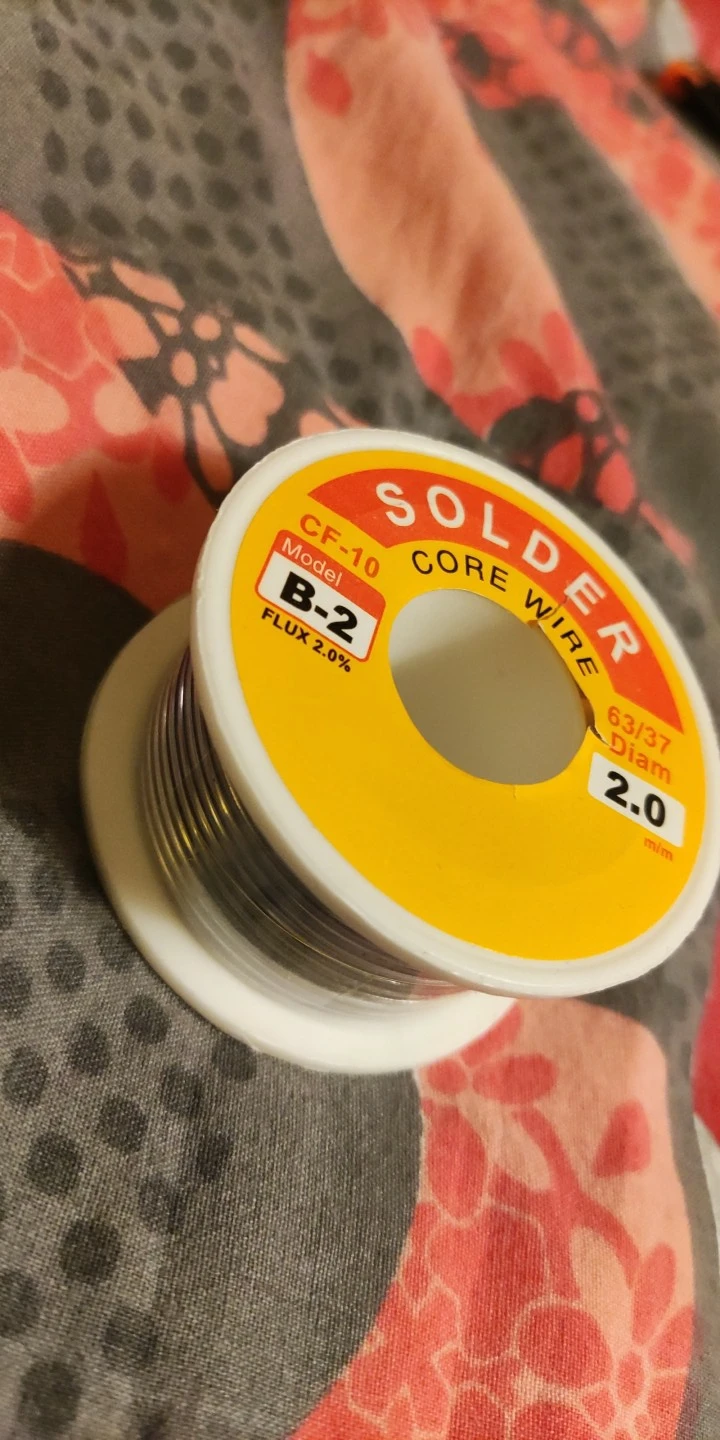 SOLDER
CORE WIRE
CF-10
Model
B-2
FLUX 2.0%
63/37
Diam
2.0
m/m